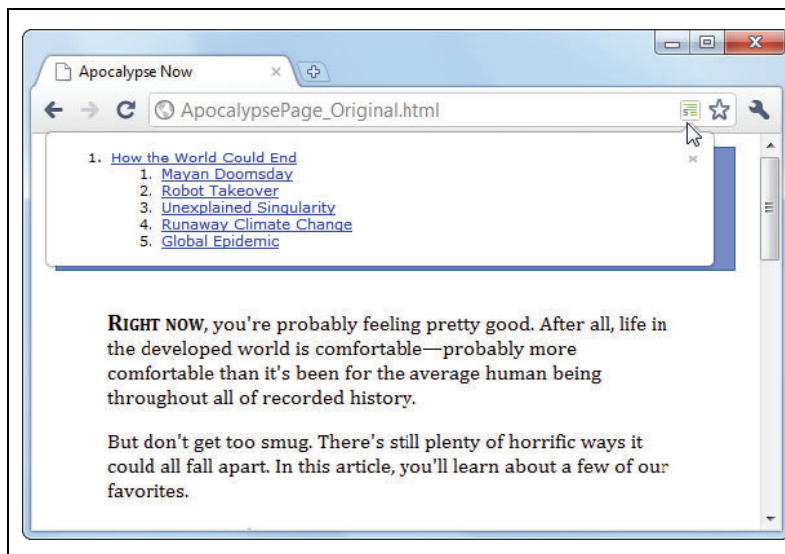 Apocalypse Now
ApocalypsePage_Original.html
1. How the World Could End
1. Mayan Doomsday
2. Robot Takeover
3. Unexplained Singularity
4. Runaway Climate Change
5. Global Epidemic
RIGHT NOW, you're probably feeling pretty good. After all, life in
the developed world is comfortable—probably more
comfortable than it's been for the average human being
throughout all of recorded history.
But don't get too smug. There's still plenty of horrific ways it
could all fall apart. In this article, you'll learn about a few of our
favorites.